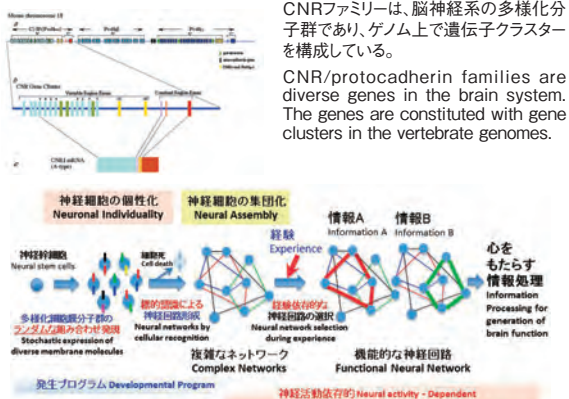 Mouse chromosome 18
CNRファミリーは、脳神経系の多様化分
子群であり、ゲノム上で遺伝子クラスター
を構成している。
CNR/protocadherin families are
diverse genes in the brain system.
The genes are constituted with gene
clusters in the vertebrate genomes.
CNR Gene Cluster
Variable Region Exons
Constant Region Exons
CNR1 mRNA
(A-type)
神経細胞の個性化
Neuronal Individuality
神経細胞の集団化
Neural Assembly
情報A
Information A
情報B
Information B
経験
Experience
神経幹細胞
Neural stem cells
細胞死
Cell death
心を
もたらす
情報処理
Information
Processing for
generation of
brain function
多様化細胞膜分子群の
ランダムな組み合わせ発現
Stochastic expression of
diverse membrane molecules
神経回路形成
Neural networks by
cellular recognition
経験依存的な
神経回路の選択
Neural network selection
during experience
複雑なネットワーク
Complex Networks
機能的な神経回路
Functional Neural Network
発生プログラム Developmental Program
神経活動依存的 Neural activity - Dependent